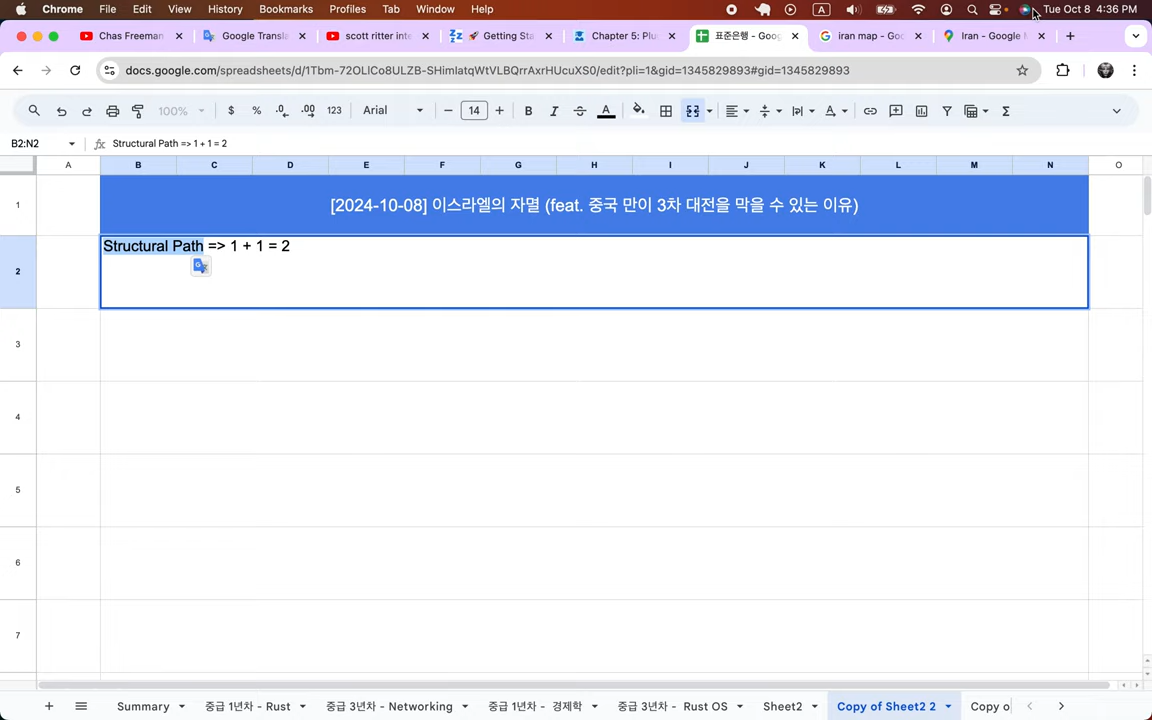 Chrome File Edit View History Bookmarks Profiles Tab Window Help A Tue Oct 8 4:36 PM
Chas Freeman Google Transla scott ritter inte 🚀 Getting Sta Chapter 5: Plu 표준은행 - Goog iran map - Goo Iran - Google M
docs.google.com/spreadsheets/d/1Tbm-72OLlCo8ULZB-SHimlatqWtVLBQrrAxrHUcuXS0/edit?pli=1&gid=1345829893#gid=1345829893
100% $ % .0 .00 123 Arial 14 B I A
B2:N2 fx Structural Path => 1 + 1 = 2
A B C D E F G H I J K L M N O
1 [2024-10-08] 이스라엘의 자멸 (feat. 중국 만이 3차 대전을 막을 수 있는 이유)
2 Structural Path => 1 + 1 = 2
3
4
5
6
7
Summary 중급 1년차 - Rust 중급 3년차 - Networking 중급 1년차 - 경제학 중급 3년차 - Rust OS Sheet2 Copy of Sheet2 2 Copy o